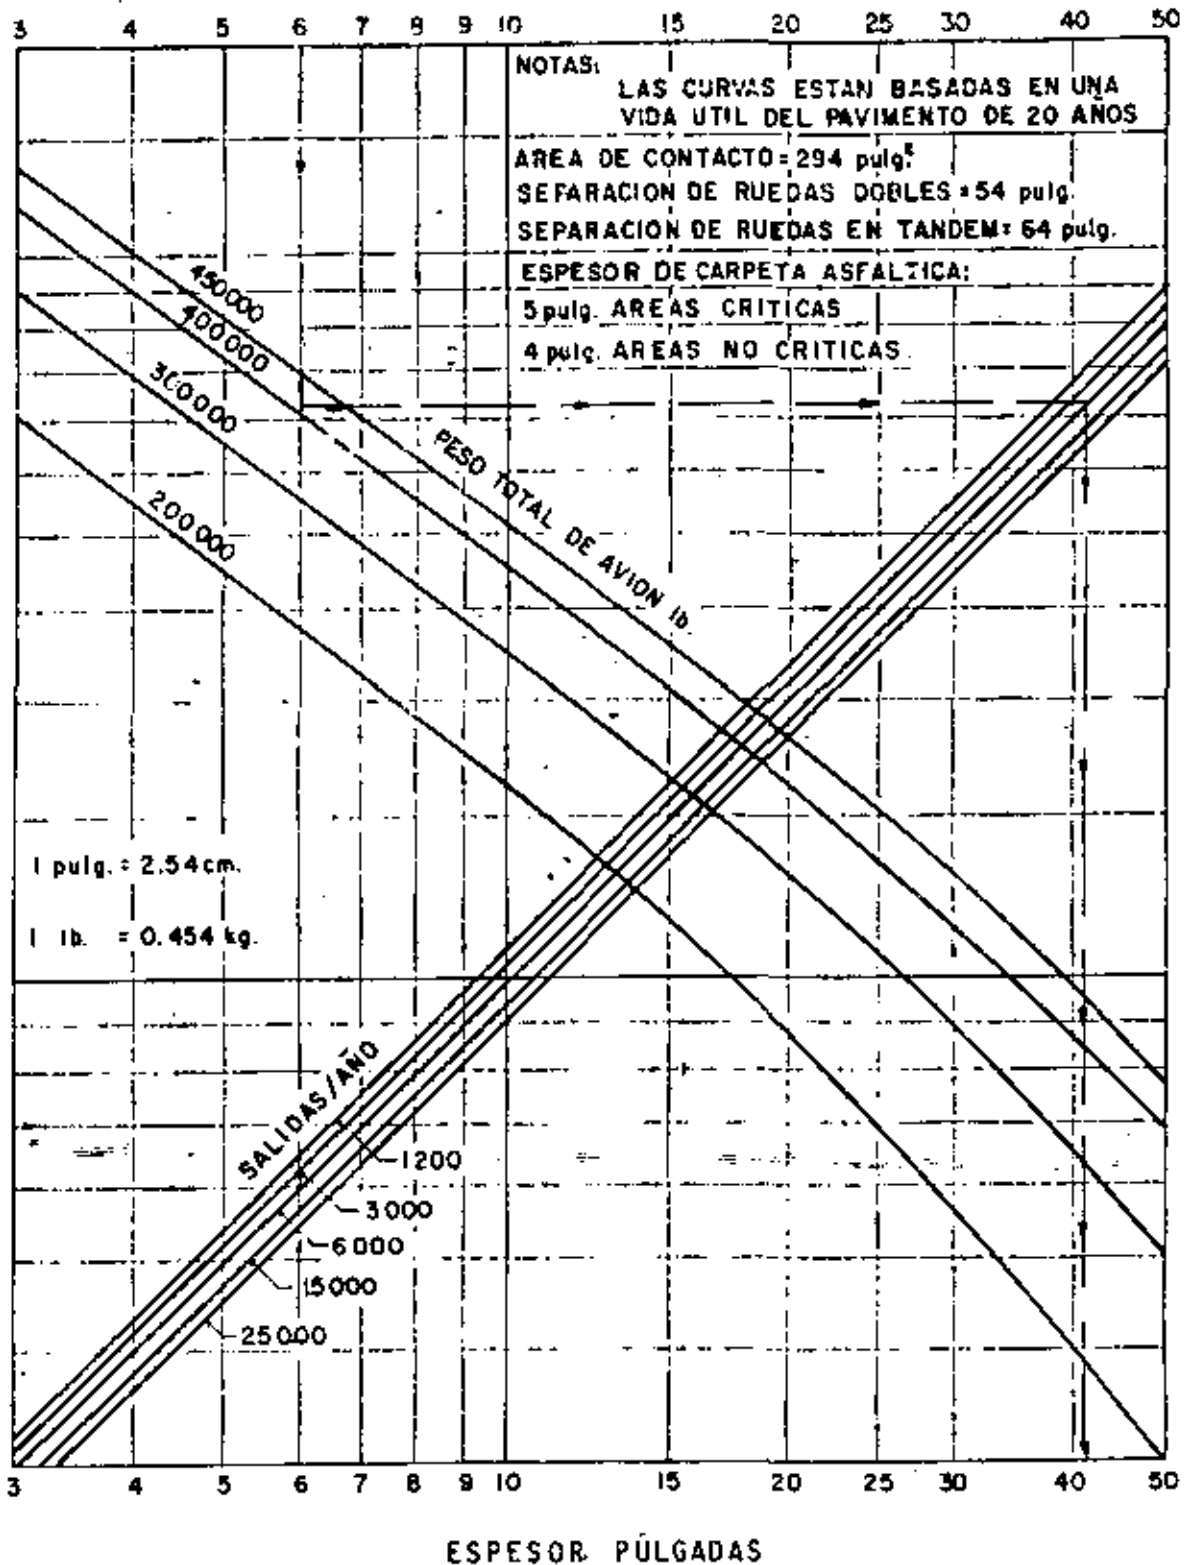 3 4 5 6 7 8 9 10 15 20 25 30 40 50
NOTAS:
LAS CURVAS ESTAN BASADAS EN UNA
VIDA UTIL DEL PAVIMENTO DE 20 AÑOS
AREA DE CONTACTO = 294 pulg.²
SEPARACION DE RUEDAS DOBLES = 54 pulg.
SEPARACION DE RUEDAS EN TANDEM = 64 pulg.
ESPESOR DE CARPETA ASFALTICA:
5 pulg. AREAS CRITICAS
4 pulg. AREAS NO CRITICAS
450000
400000
300000
200000
PESO TOTAL DE AVION lb.
1 pulg. = 2.54 cm.
1 lb. = 0.454 kg.
SALIDAS/AÑO
1200
3000
6000
15000
25000
3 4 5 6 7 8 9 10 15 20 25 30 40 50
ESPESOR PULGADAS